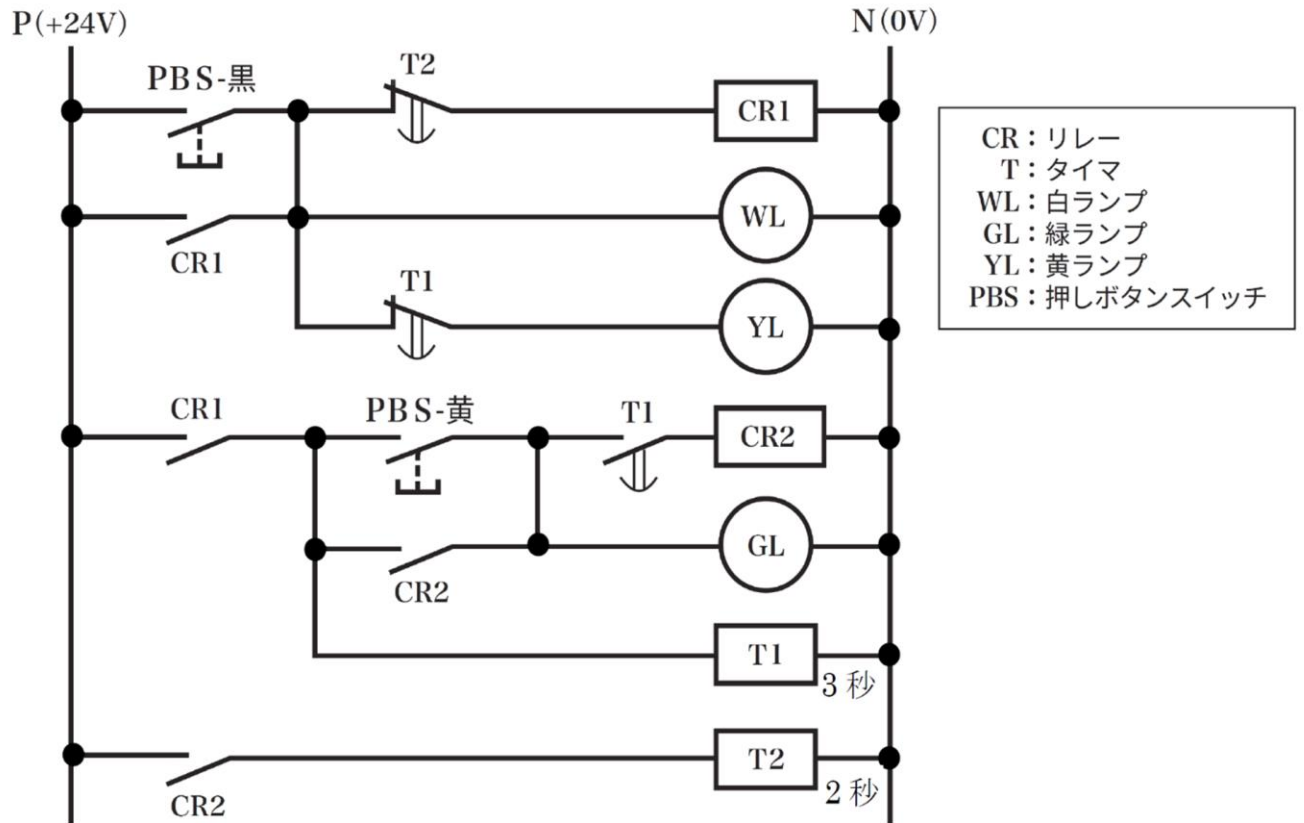 P(+24V)
N(0V)
PBS-黒
T2
CR1
CR1
WL
T1
YL
CR：リレー
T：タイマ
WL：白ランプ
GL：緑ランプ
YL：黄ランプ
PBS：押しボタンスイッチ
CR1
PBS-黄
T1
CR2
CR2
GL
T1
3秒
CR2
T2
2秒